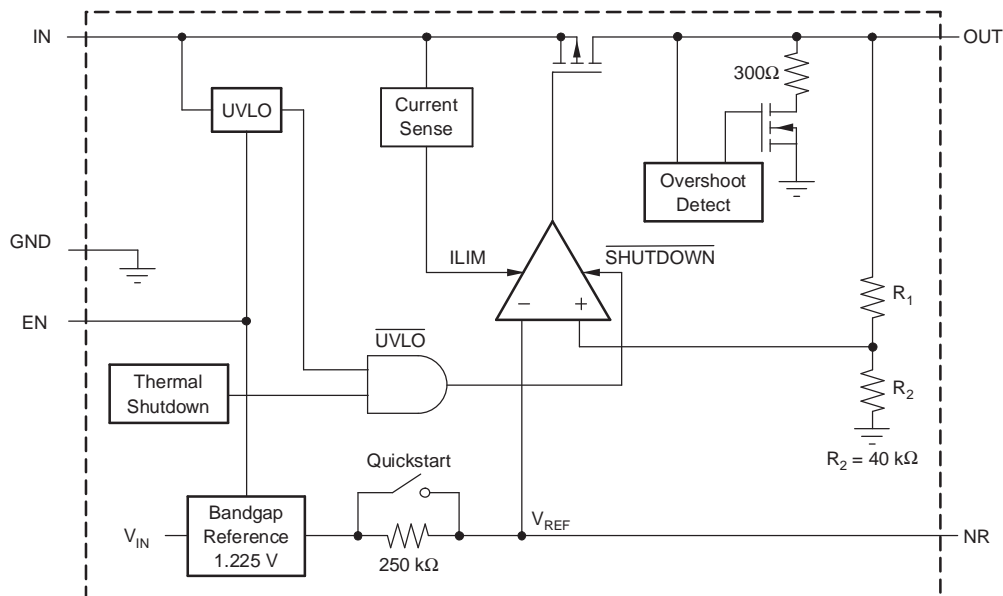 IN
OUT
300Ω
UVLO
Current
Sense
Overshoot
Detect
GND
ILIM
SHUTDOWN
− +
R1
EN
UVLO
Thermal
Shutdown
R2
R2 = 40 kΩ
Quickstart
VIN
Bandgap
Reference
1.225 V
250 kΩ
VREF
NR